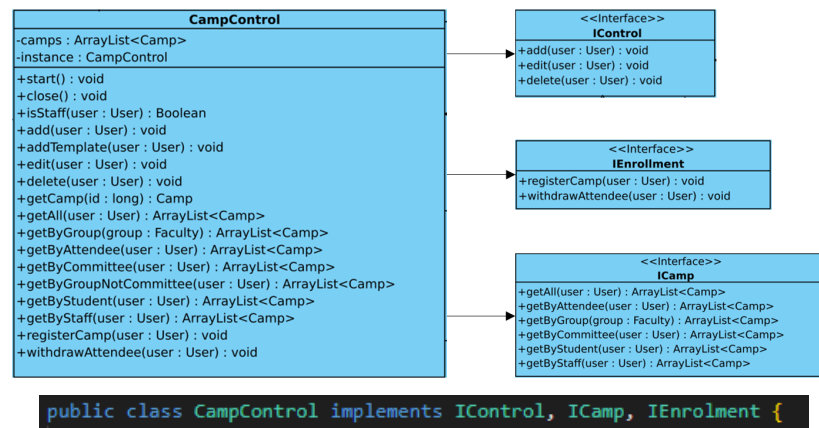 CampControl
-camps : ArrayList<Camp>
-instance : CampControl
+start() : void
+close() : void
+isStaff(user : User) : Boolean
+add(user : User) : void
+addTemplate(user : User) : void
+edit(user : User) : void
+delete(user : User) : void
+getCamp(id : long) : Camp
+getAll(user : User) : ArrayList<Camp>
+getByGroup(group : Faculty) : ArrayList<Camp>
+getByAttendee(user : User) : ArrayList<Camp>
+getByCommittee(user : User) : ArrayList<Camp>
+getByGroupNotCommittee(user : User) : ArrayList<Camp>
+getByStudent(user : User) : ArrayList<Camp>
+getByStaff(user : User) : ArrayList<Camp>
+registerCamp(user : User) : void
+withdrawAttendee(user : User) : void
<<Interface>>
IControl
+add(user : User) : void
+edit(user : User) : void
+delete(user : User) : void
<<Interface>>
IEnrollment
+registerCamp(user : User) : void
+withdrawAttendee(user : User) : void
<<Interface>>
ICamp
+getAll(user : User) : ArrayList<Camp>
+getByAttendee(user : User) : ArrayList<Camp>
+getByGroup(group : Faculty) : ArrayList<Camp>
+getByCommittee(user : User) : ArrayList<Camp>
+getByStudent(user : User) : ArrayList<Camp>
+getByStaff(user : User) : ArrayList<Camp>
public class CampControl implements IControl, ICamp, IEnrolment {